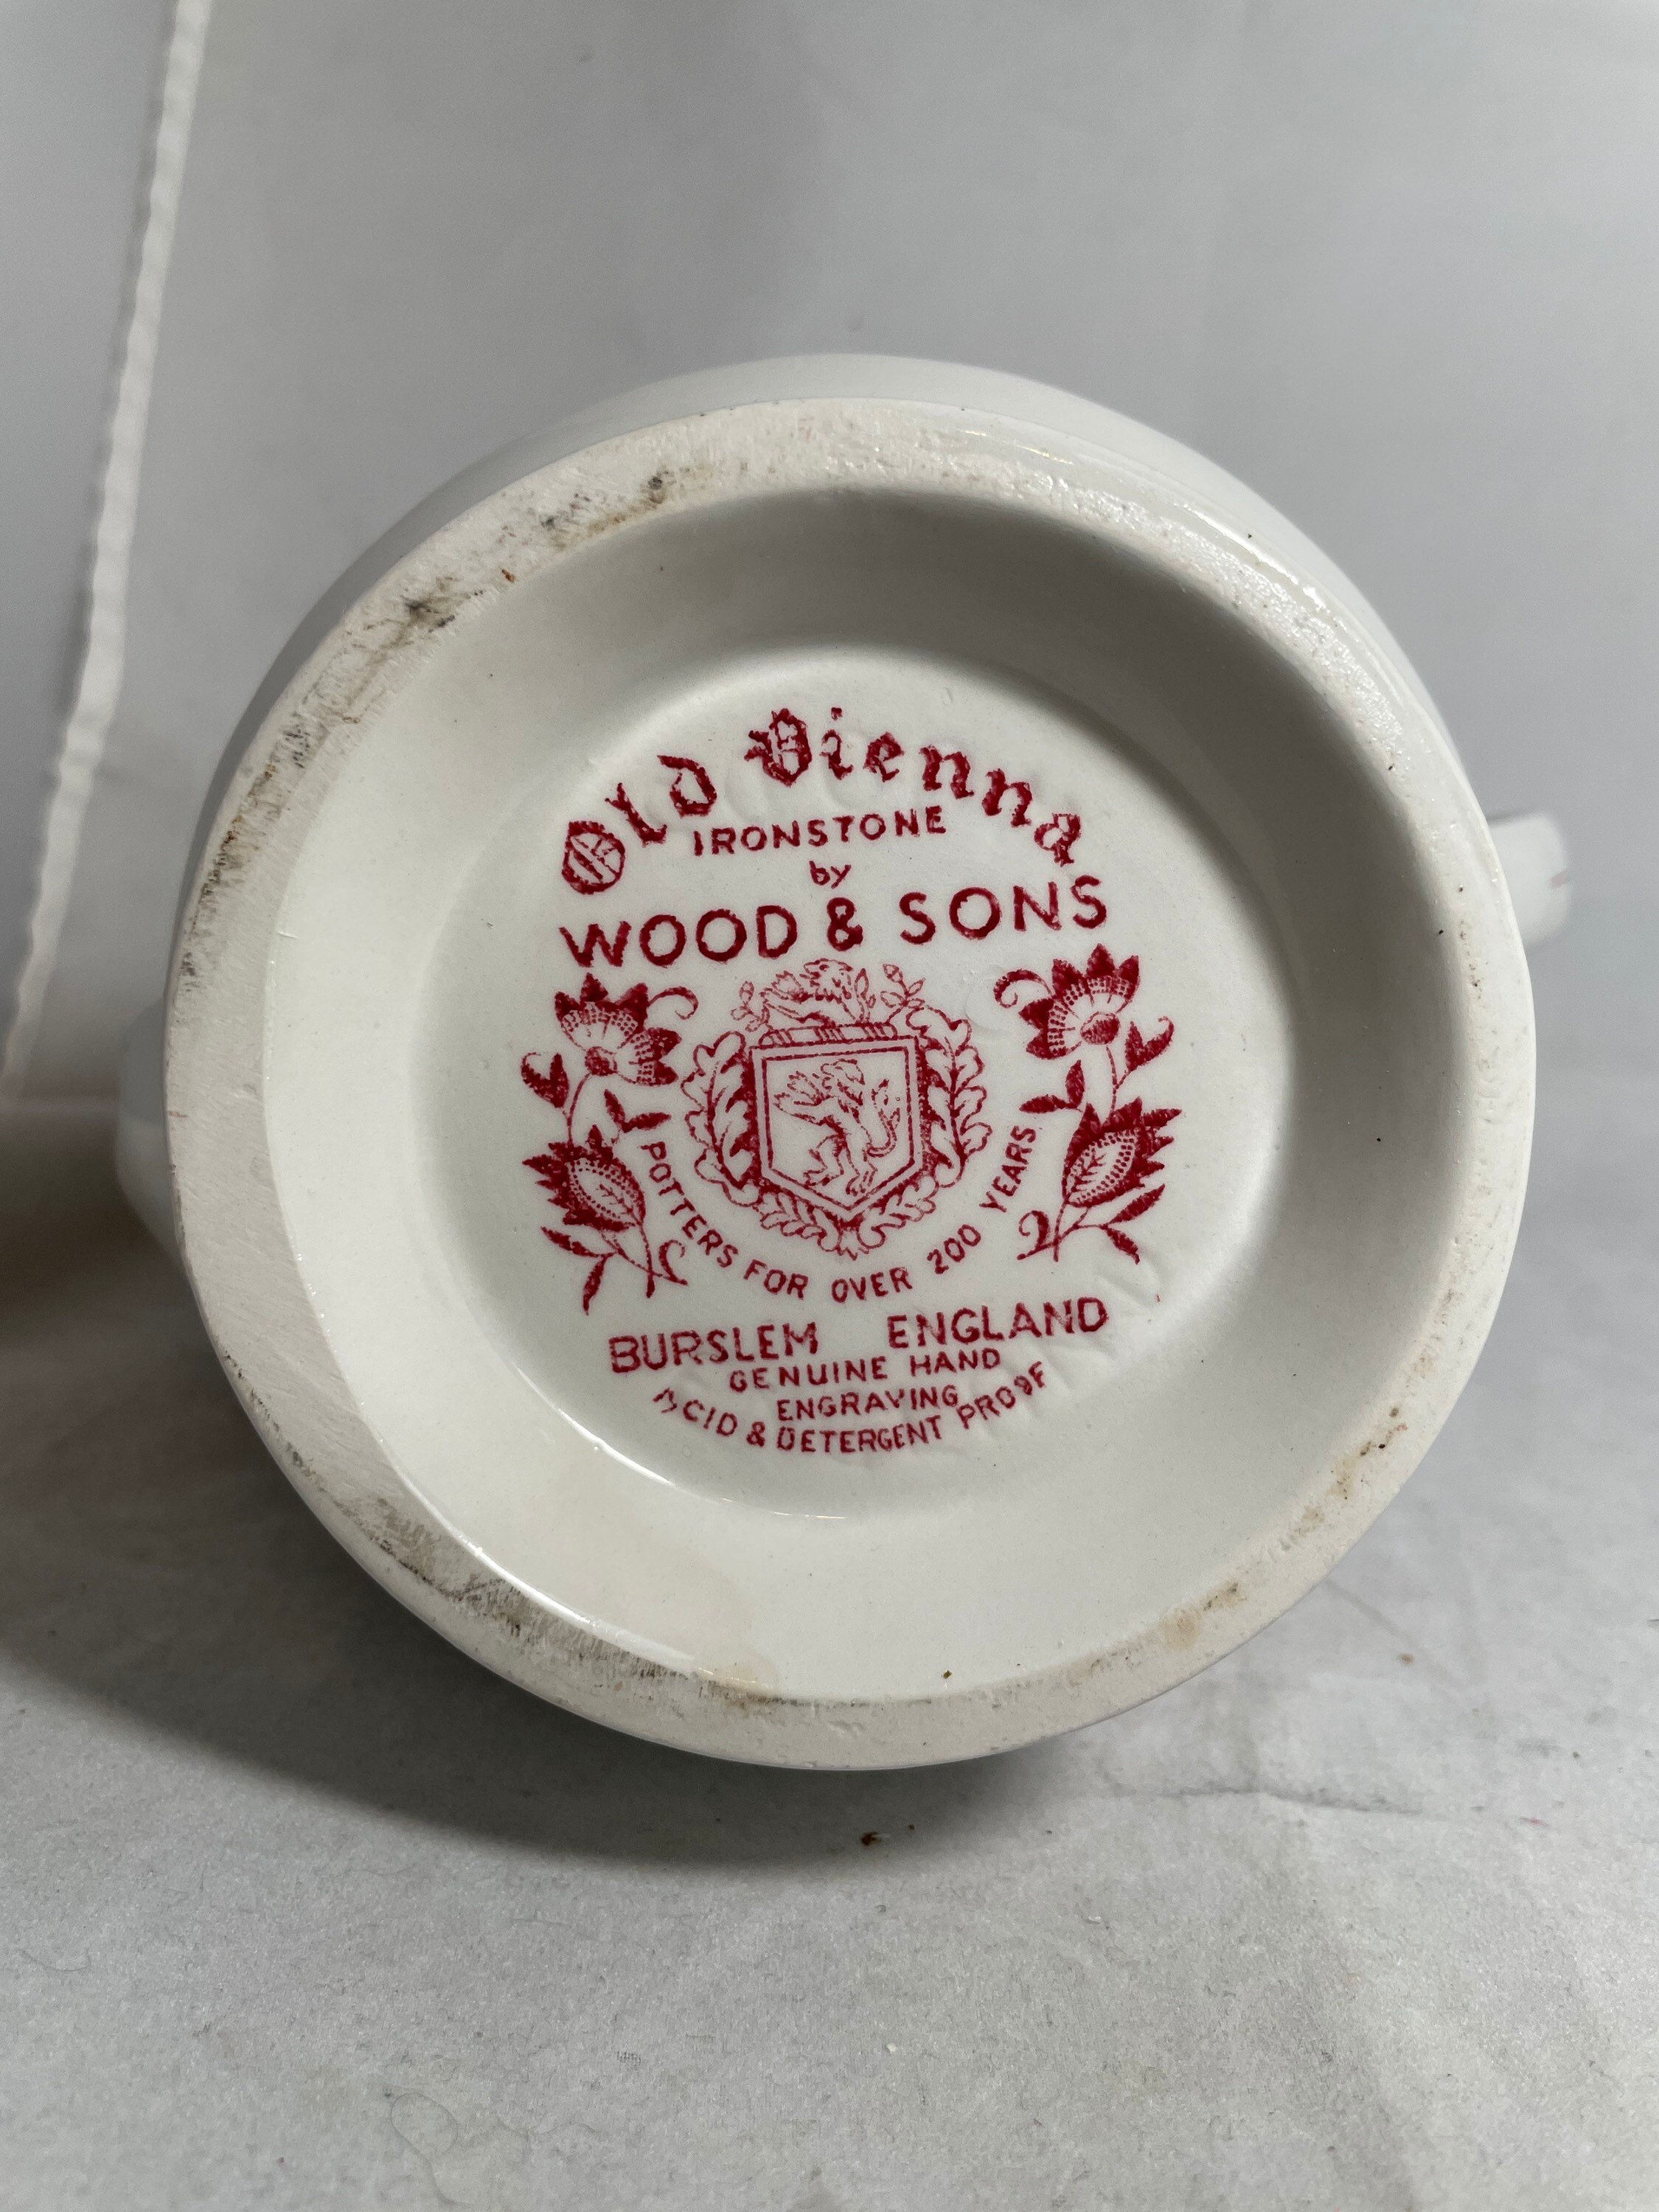 Old Vienna
IRONSTONE
by
WOOD & SONS
POTTERS FOR OVER 200 YEARS
BURSLEM ENGLAND
GENUINE HAND
ENGRAVING
ACID & DETERGENT PROOF